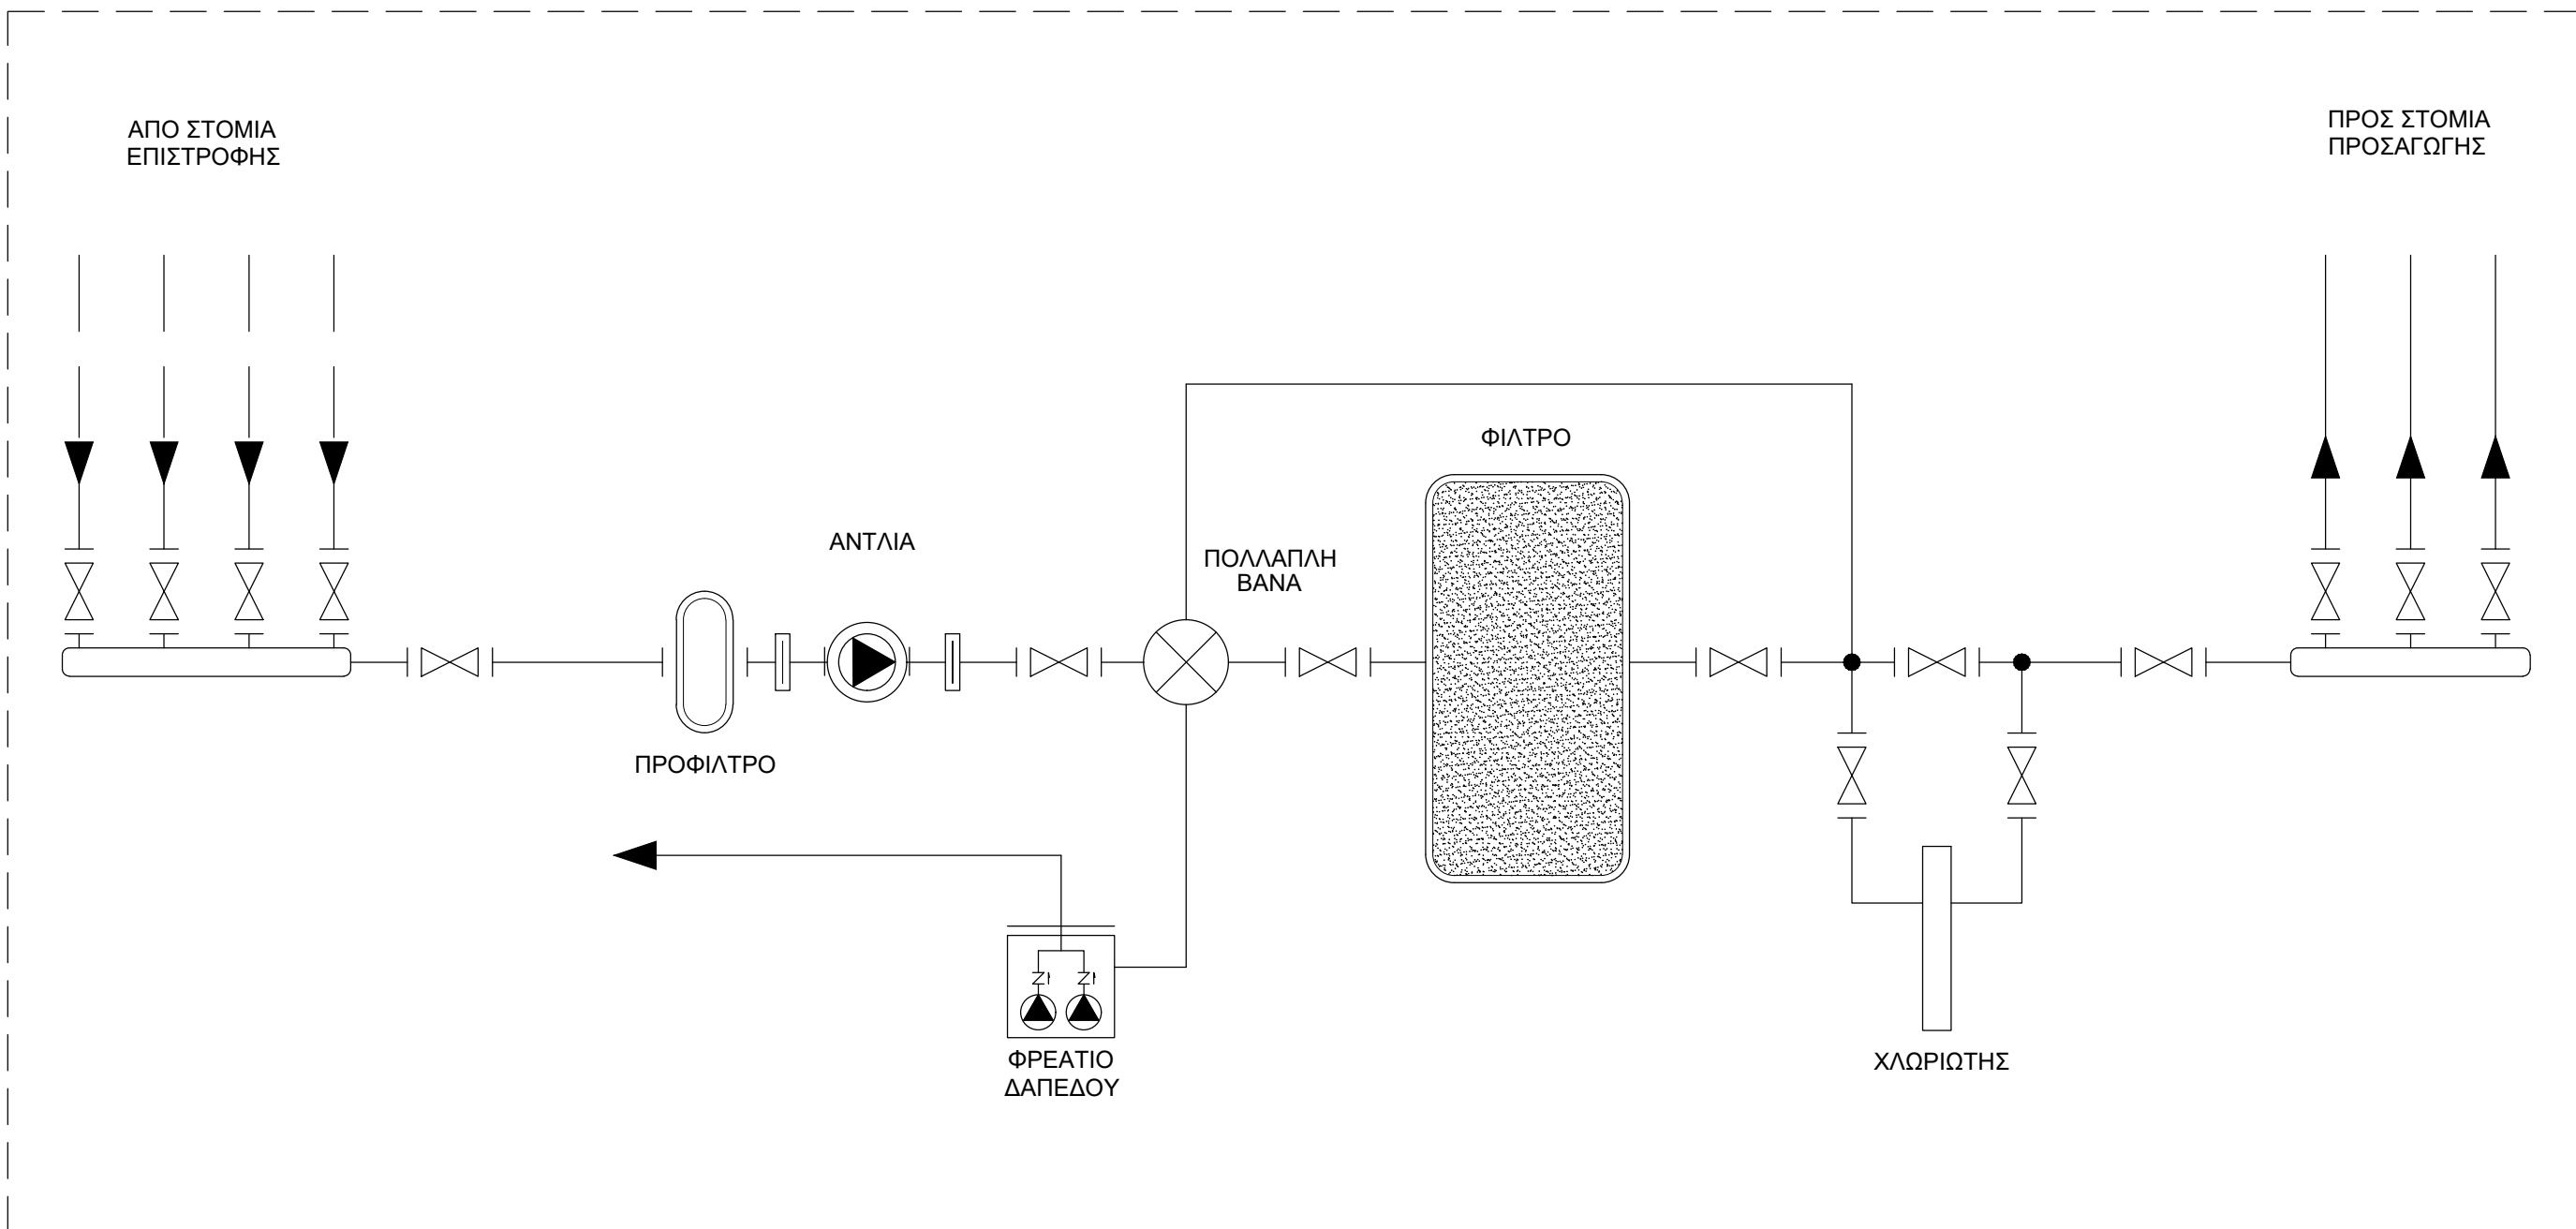 ΑΠΟ ΣΤΟΜΙΑ
ΕΠΙΣΤΡΟΦΗΣ
ΠΡΟΣ ΣΤΟΜΙΑ
ΠΡΟΣΑΓΩΓΗΣ
ΦΙΛΤΡΟ
ΑΝΤΛΙΑ
ΠΟΛΛΑΠΛΗ
ΒΑΝΑ
ΠΡΟΦΙΛΤΡΟ
ΦΡΕΑΤΙΟ
ΔΑΠΕΔΟΥ
ΧΛΩΡΙΩΤΗΣ